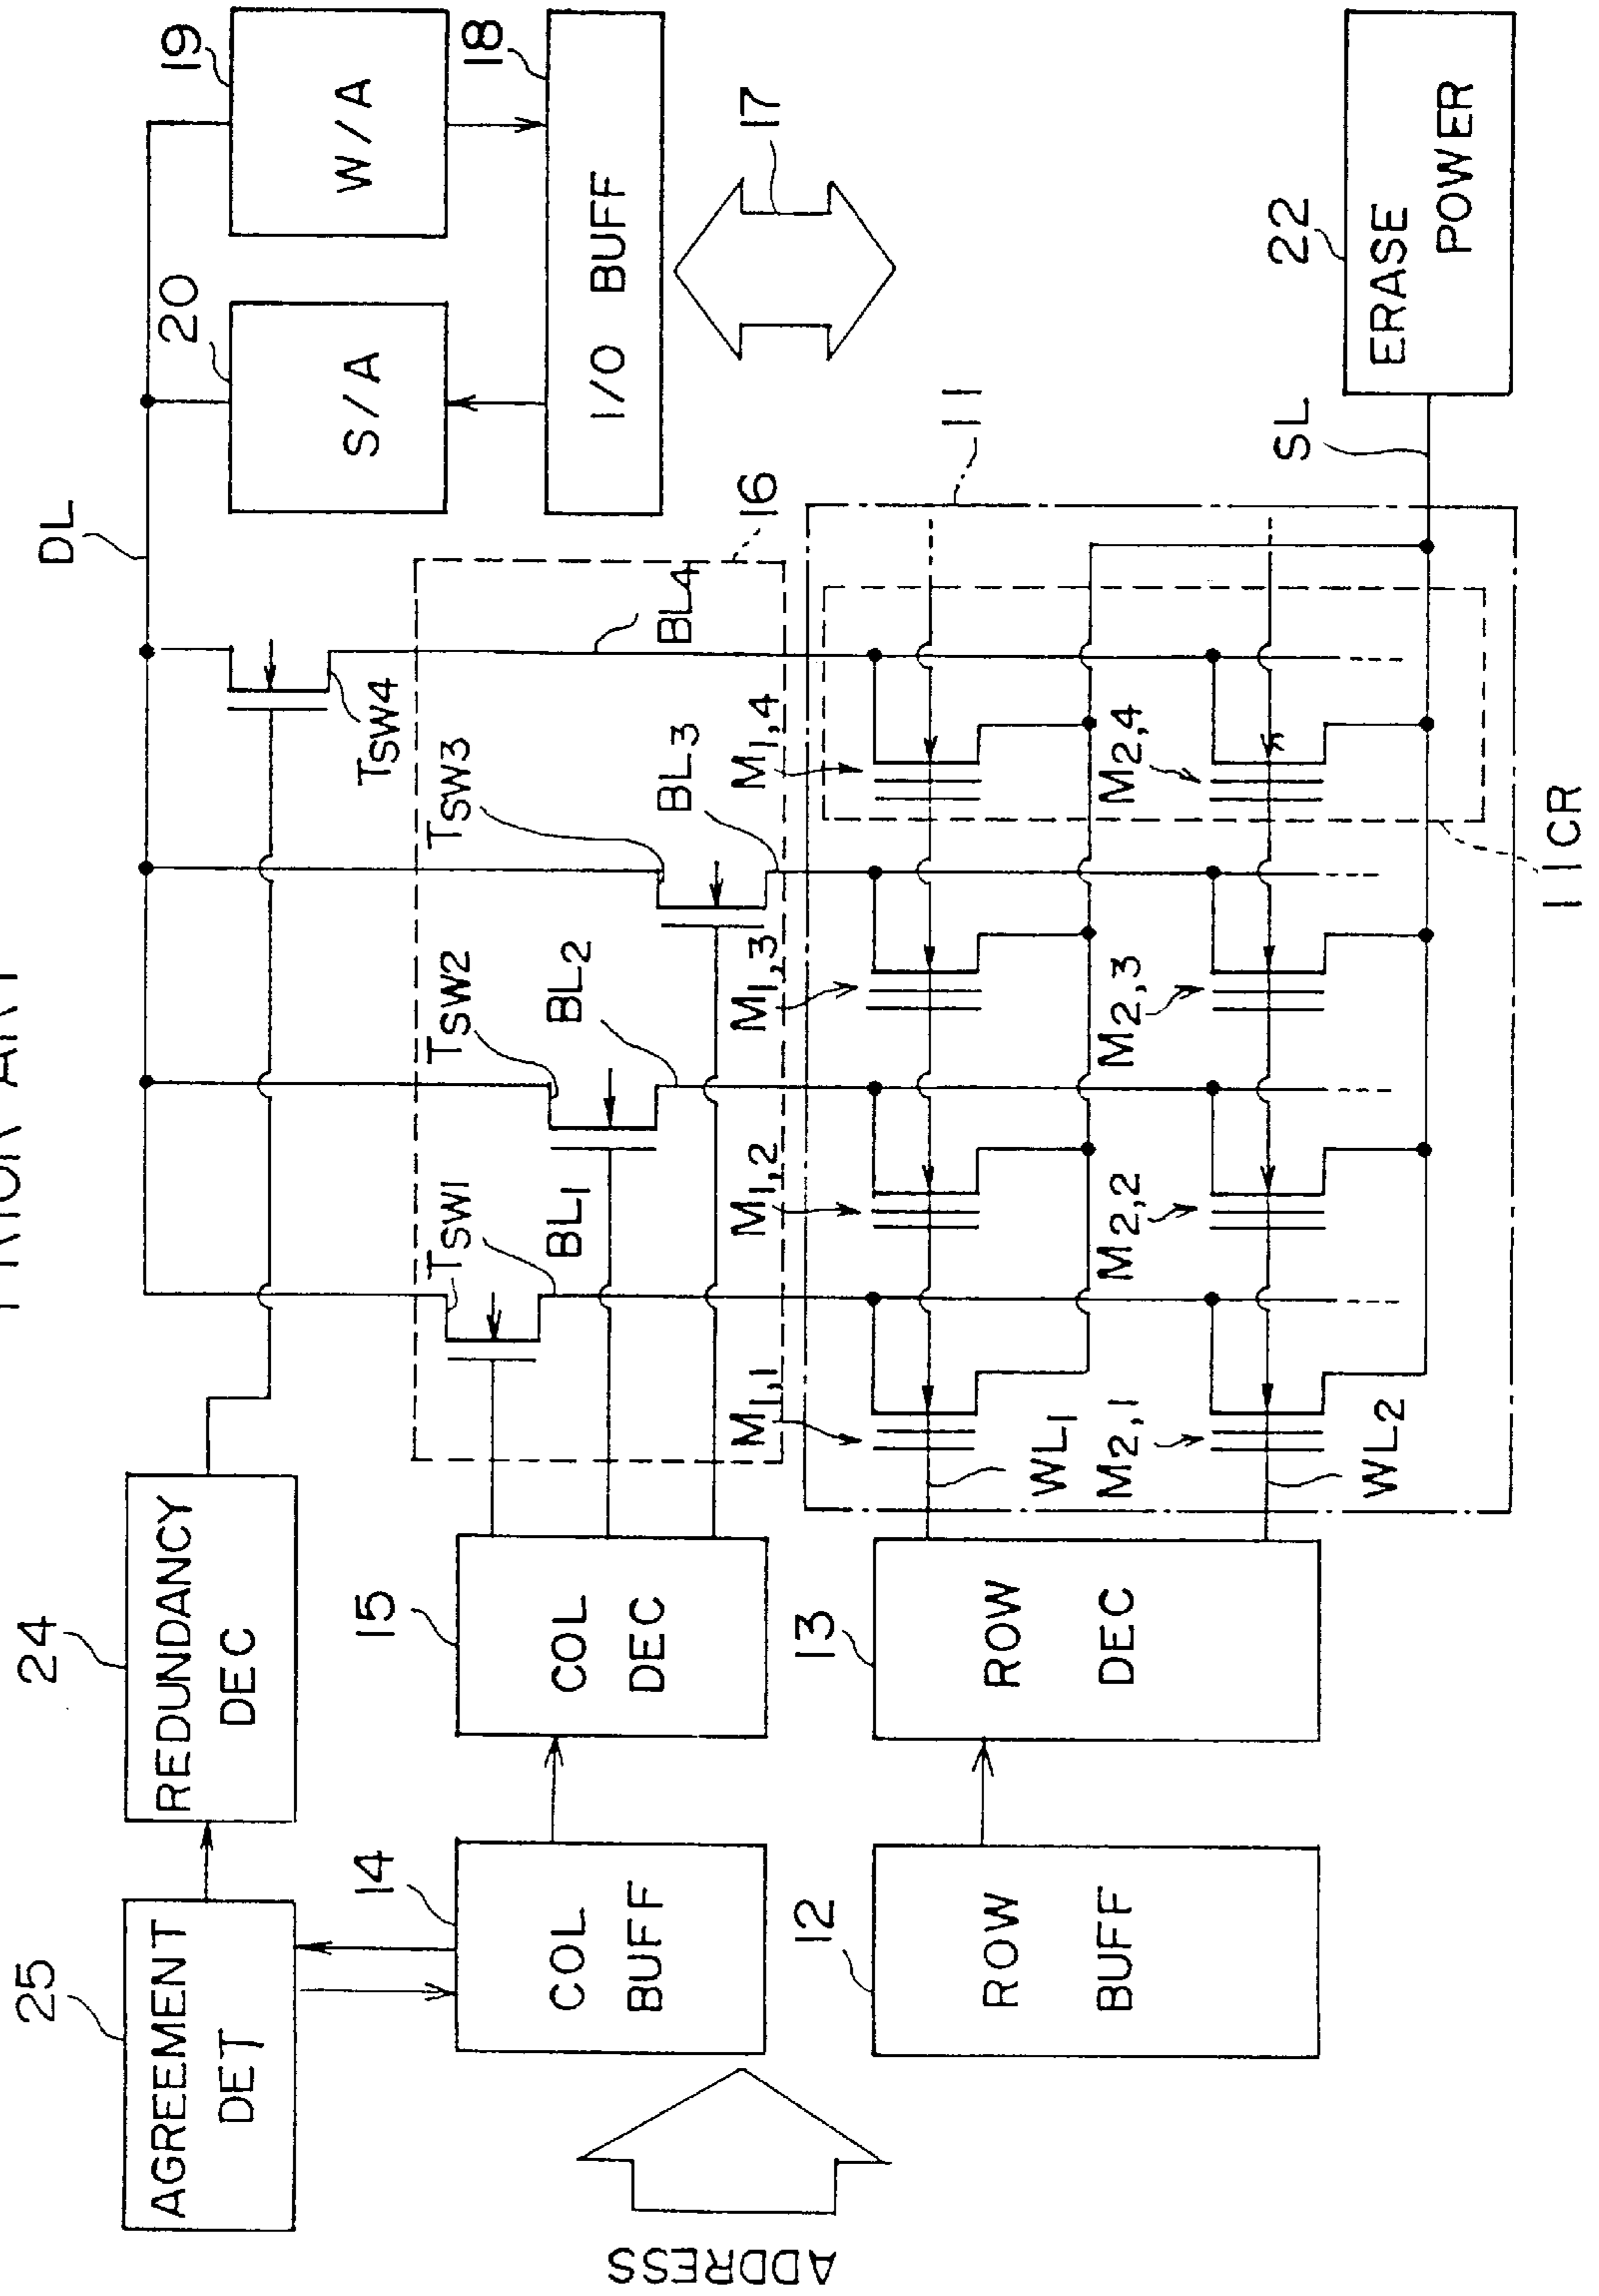 PRIOR ART
25
AGREEMENT
DET
24
REDUNDANCY
DEC
DL
20
S/A
19
W/A
18
I/O BUFF
17
14
COL
BUFF
15
COL
DEC
16
TSW1
TSW2
TSW3
TSW4
BL1
BL2
BL3
BL4
ADDRESS
12
ROW
BUFF
13
ROW
DEC
11
M1,1
M1,2
M1,3
M1,4
WL1
M2,1
M2,2
M2,3
M2,4
WL2
11CR
SL
22
ERASE
POWER